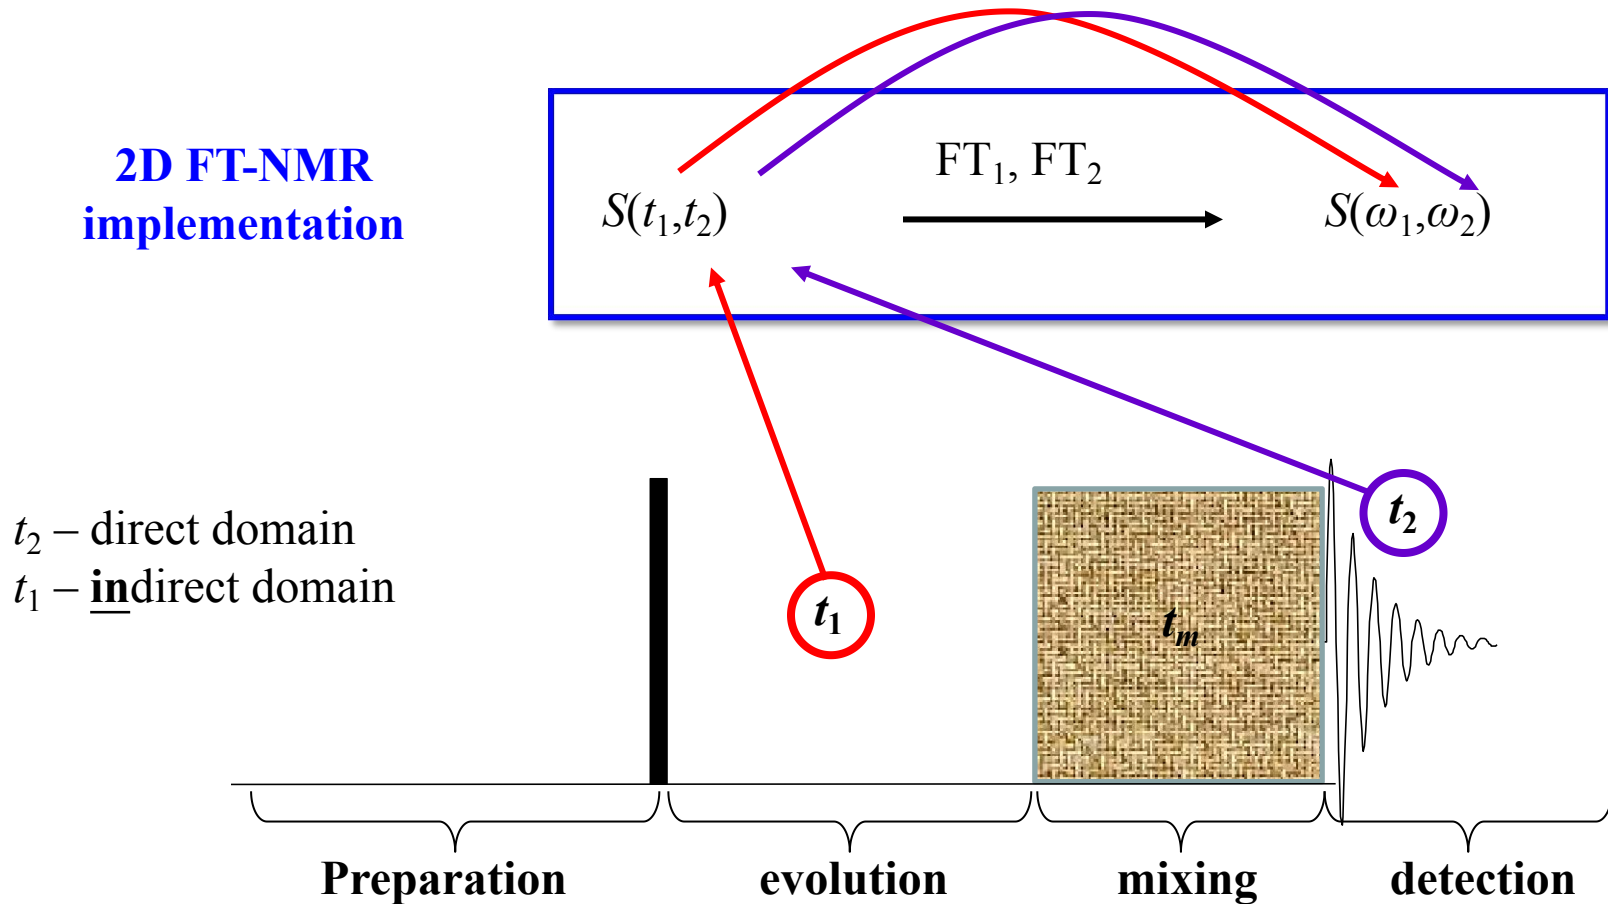 2D FT-NMR
implementation
FT₁, FT₂
S(t₁,t₂)
S(ω₁,ω₂)
t₂ – direct domain
t₁ – indirect domain
t₁
tₘ
t₂
Preparation
evolution
mixing
detection